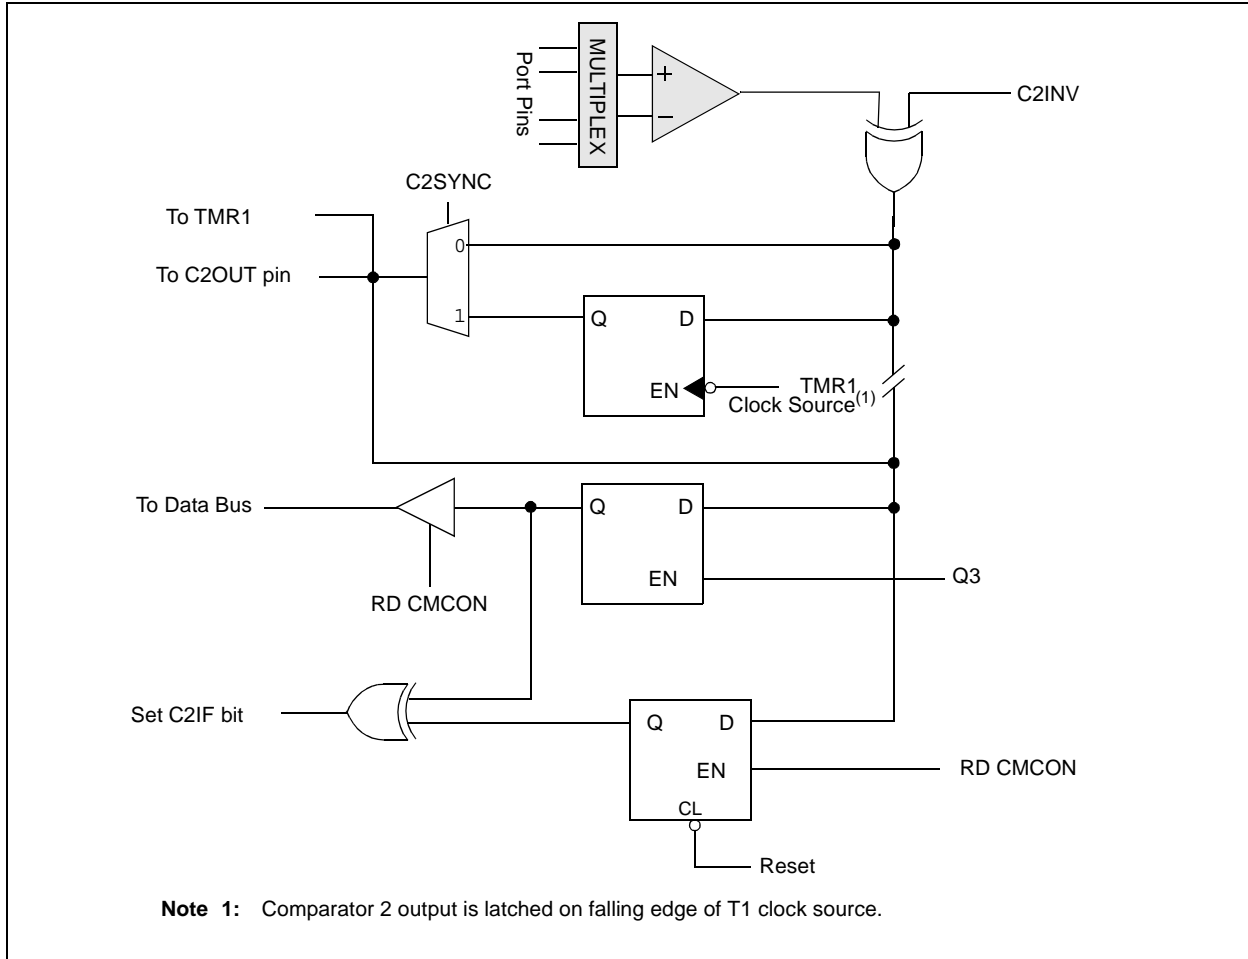 MULTIPLEX
Port Pins
+
–
C2INV
C2SYNC
To TMR1
0
To C2OUT pin
1
Q D
EN
TMR1
Clock Source(1)
To Data Bus
Q D
EN
Q3
RD CMCON
Set C2IF bit
Q D
EN
RD CMCON
CL
Reset
Note 1: Comparator 2 output is latched on falling edge of T1 clock source.